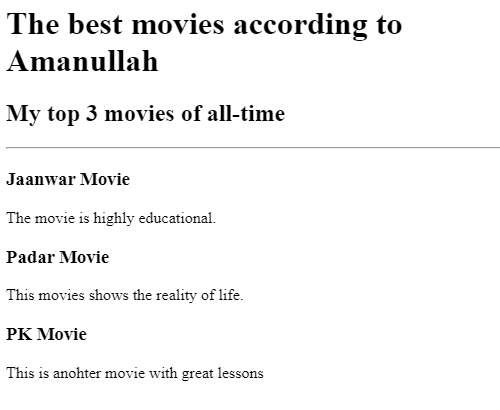 The best movies according to
Amanullah
My top 3 movies of all-time
Jaanwar Movie
The movie is highly educational.
Padar Movie
This movies shows the reality of life.
PK Movie
This is anohter movie with great lessons